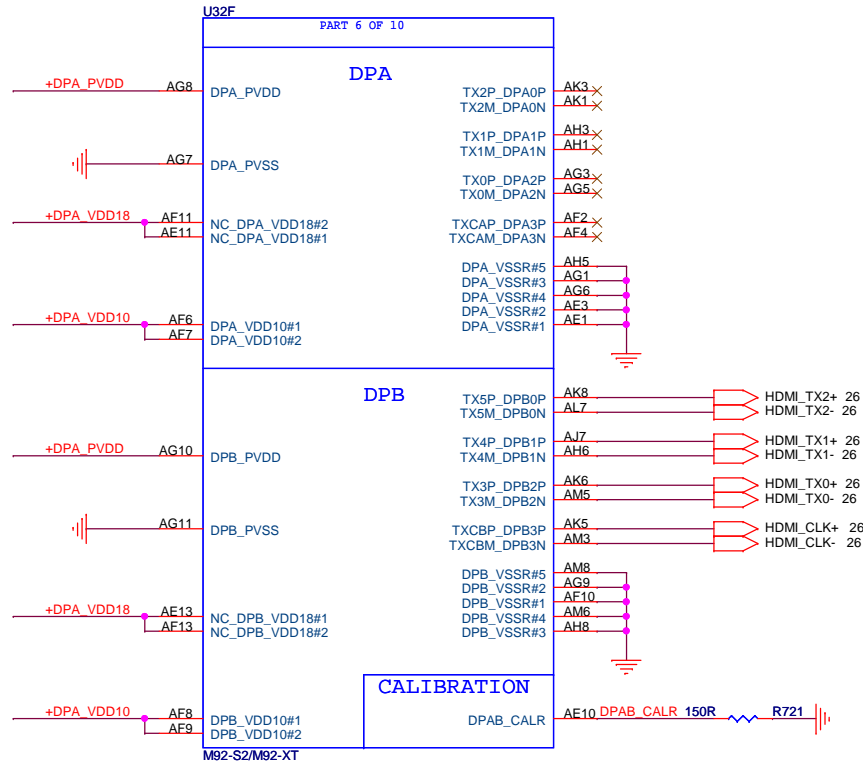 U32F
PART 6 OF 10
DPA
+DPA_PVDD AG8 DPA_PVDD TX2P_DPA0P AK3
TX2M_DPA0N AK1
TX1P_DPA1P AH3
TX1M_DPA1N AH1
AG7 DPA_PVSS
TX0P_DPA2P AG3
TX0M_DPA2N AG5
+DPA_VDD18 AF11 NC_DPA_VDD18#2 TXCAP_DPA3P AF2
AE11 NC_DPA_VDD18#1 TXCAM_DPA3N AF4
DPA_VSSR#5 AH5
DPA_VSSR#3 AG1
DPA_VSSR#4 AG6
DPA_VSSR#2 AE3
+DPA_VDD10 AF6 DPA_VDD10#1 DPA_VSSR#1 AE1
AF7 DPA_VDD10#2
DPB
TX5P_DPB0P AK8 HDMI_TX2+ 26
TX5M_DPB0N AL7 HDMI_TX2- 26
TX4P_DPB1P AJ7 HDMI_TX1+ 26
+DPA_PVDD AG10 DPB_PVDD TX4M_DPB1N AH6 HDMI_TX1- 26
TX3P_DPB2P AK6 HDMI_TX0+ 26
TX3M_DPB2N AM5 HDMI_TX0- 26
AG11 DPB_PVSS TXCBP_DPB3P AK5 HDMI_CLK+ 26
TXCBM_DPB3N AM3 HDMI_CLK- 26
DPB_VSSR#5 AM8
DPB_VSSR#2 AG9
DPB_VSSR#1 AF10
+DPA_VDD18 AE13 NC_DPB_VDD18#1 DPB_VSSR#4 AM6
AF13 NC_DPB_VDD18#2 DPB_VSSR#3 AH8
CALIBRATION
+DPA_VDD10 AF8 DPB_VDD10#1 DPAB_CALR AE10 DPAB_CALR 150R R721
AF9 DPB_VDD10#2
M92-S2/M92-XT